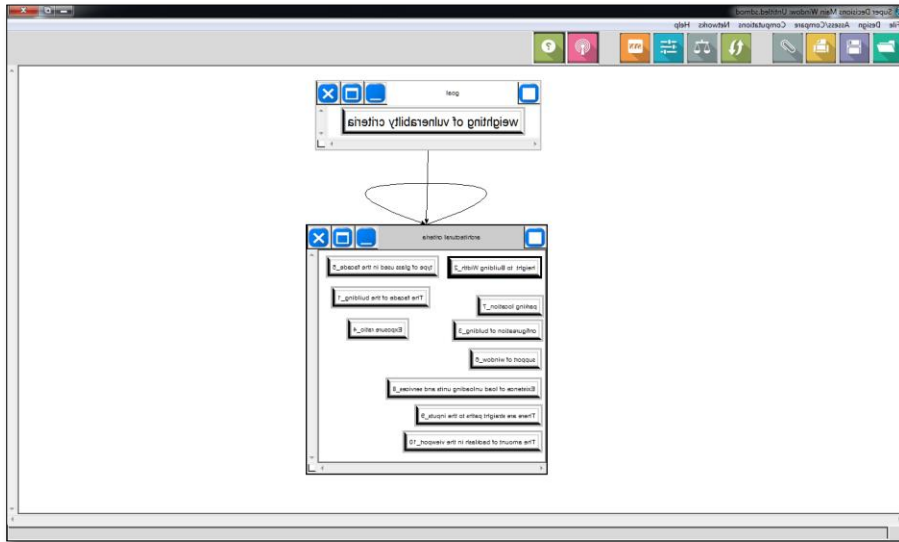 Super Decisions Main Window: Untitled.sdmod
File Design Assess/Compare Computations Networks Help
goal
weighting of vulnerabilty criteria
architectural criteria
height to Building Width_2
type of glass used in the facade_5
The facade of the building_1
parking location_7
onfiguration of building_3
Exposure ratio_4
support of window_6
Existence of load unloading units and services_8
There are straight paths to the inputs_9
The amount of backlash in the viewport_10